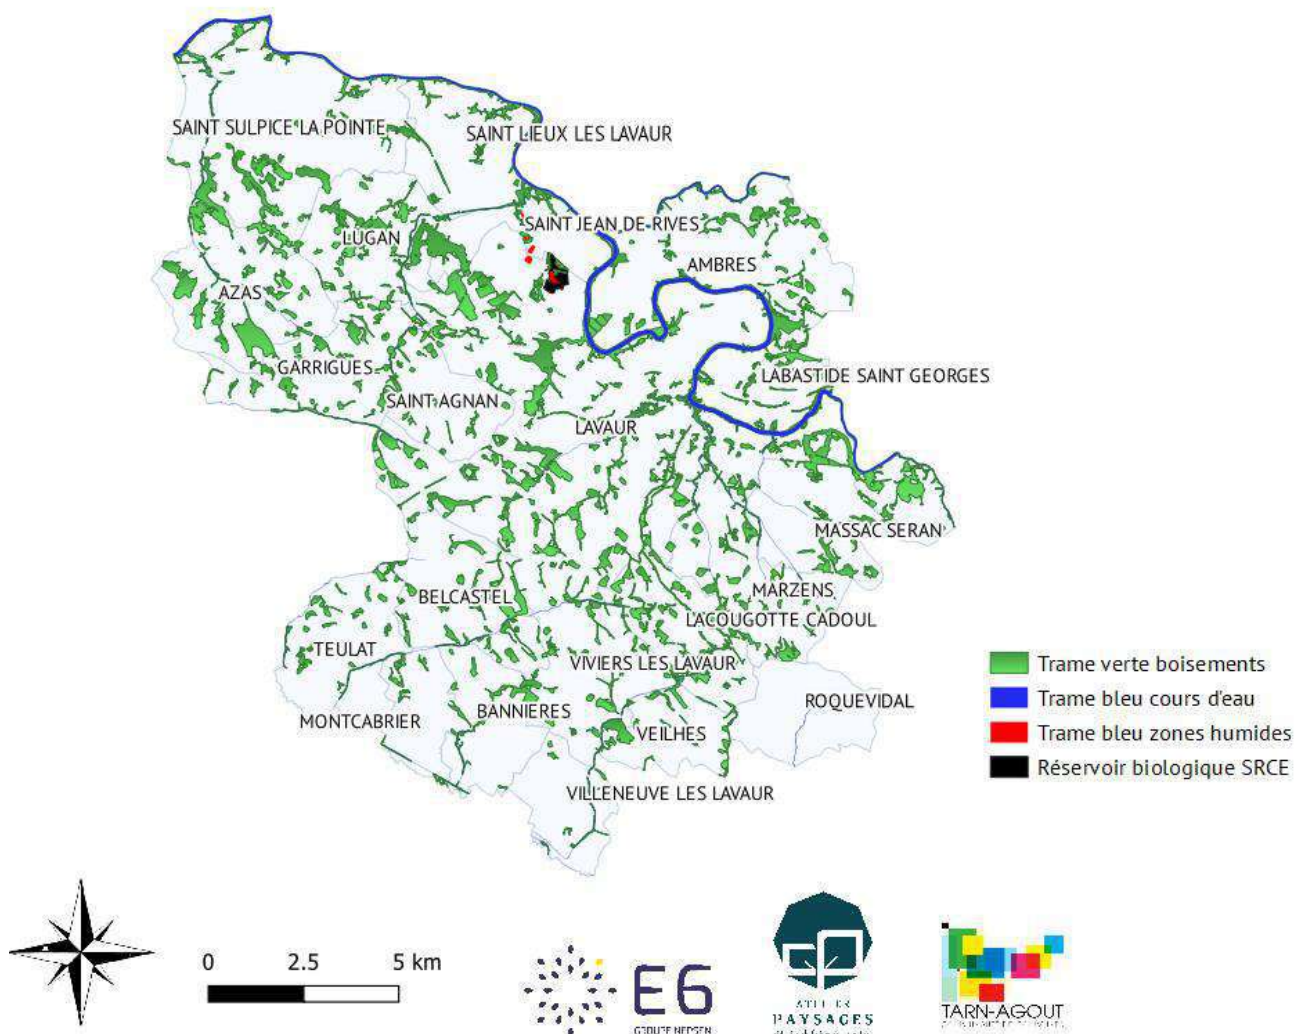 SAINT SULPICE LA POINTE
SAINT LIEUX LES LAVAUR
SAINT JEAN DE RIVES
LUGAN
AMBRES
AZAS
GARRIGUES
LABASTIDE SAINT GEORGES
SAINT AGNAN
LAVAUR
MASSAC SERAN
MARZENS
BELCASTEL
LACOUGOTTE CADOUL
TEULAT
VIVIERS LES LAVAUR
ROQUEVIDAL
MONTCABRIER
BANNIERES
VEILHES
VILLENEUVE LES LAVAUR
Trame verte boisements
Trame bleu cours d'eau
Trame bleu zones humides
Réservoir biologique SRCE
0 2.5 5 km
E6
GROUPE NEPSEN
ATELIER
PAYSAGES
TARN-AGOUT